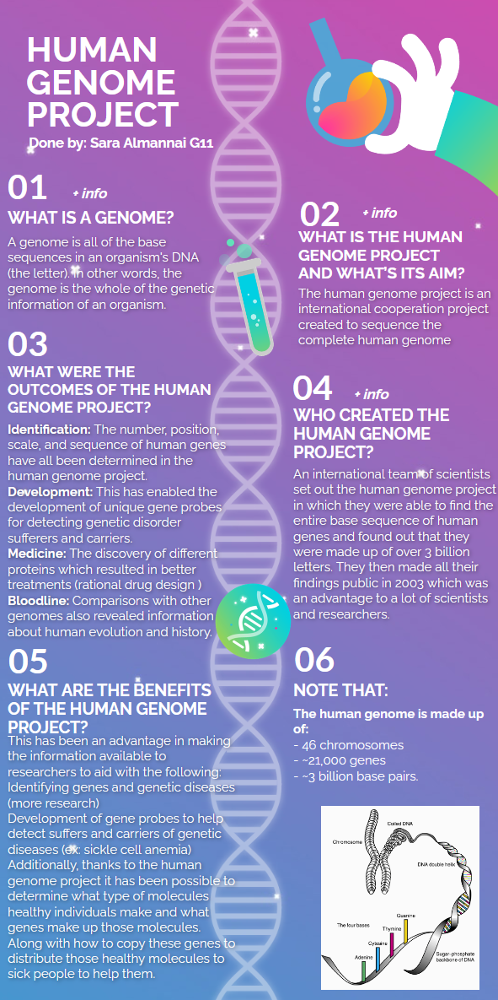 HUMAN
GENOME
PROJECT
Done by: Sara Almannai G11
01
+ info
WHAT IS A GENOME?
A genome is all of the base
sequences in an organism's DNA
(the letter). In other words, the
genome is the whole of the genetic
information of an organism.
02
+ info
WHAT IS THE HUMAN
GENOME PROJECT
AND WHAT'S ITS AIM?
The human genome project is an
international cooperation project
created to sequence the
complete human genome
03
WHAT WERE THE
OUTCOMES OF THE HUMAN
GENOME PROJECT?
Identification: The number, position,
scale, and sequence of human genes
have all been determined in the
human genome project.
Development: This has enabled the
development of unique gene probes
for detecting genetic disorder
sufferers and carriers.
Medicine: The discovery of different
proteins which resulted in better
treatments (rational drug design )
Bloodline: Comparisons with other
genomes also revealed information
about human evolution and history.
04
+ info
WHO CREATED THE
HUMAN GENOME
PROJECT?
An international team of scientists
set out the human genome project
in which they were able to find the
entire base sequence of human
genes and found out that they
were made up of over 3 billion
letters. They then made all their
findings public in 2003 which was
an advantage to a lot of scientists
and researchers.
05
WHAT ARE THE BENEFITS
OF THE HUMAN GENOME
PROJECT?
This has been an advantage in making
the information available to
researchers to aid with the following:
Identifying genes and genetic diseases
(more research)
Development of gene probes to help
detect suffers and carriers of genetic
diseases (ex: sickle cell anemia)
Additionally, thanks to the human
genome project it has been possible to
determine what type of molecules
healthy individuals make and what
genes make up those molecules.
Along with how to copy these genes to
distribute those healthy molecules to
sick people to help them.
06
NOTE THAT:
The human genome is made up
of:
- 46 chromosomes
- ~21,000 genes
- ~3 billion base pairs.
Coiled DNA
Chromosome
DNA double helix
Guanine
The four bases
Thymine
Cytosine
Adenine
Sugar-phosphate
backbone of DNA